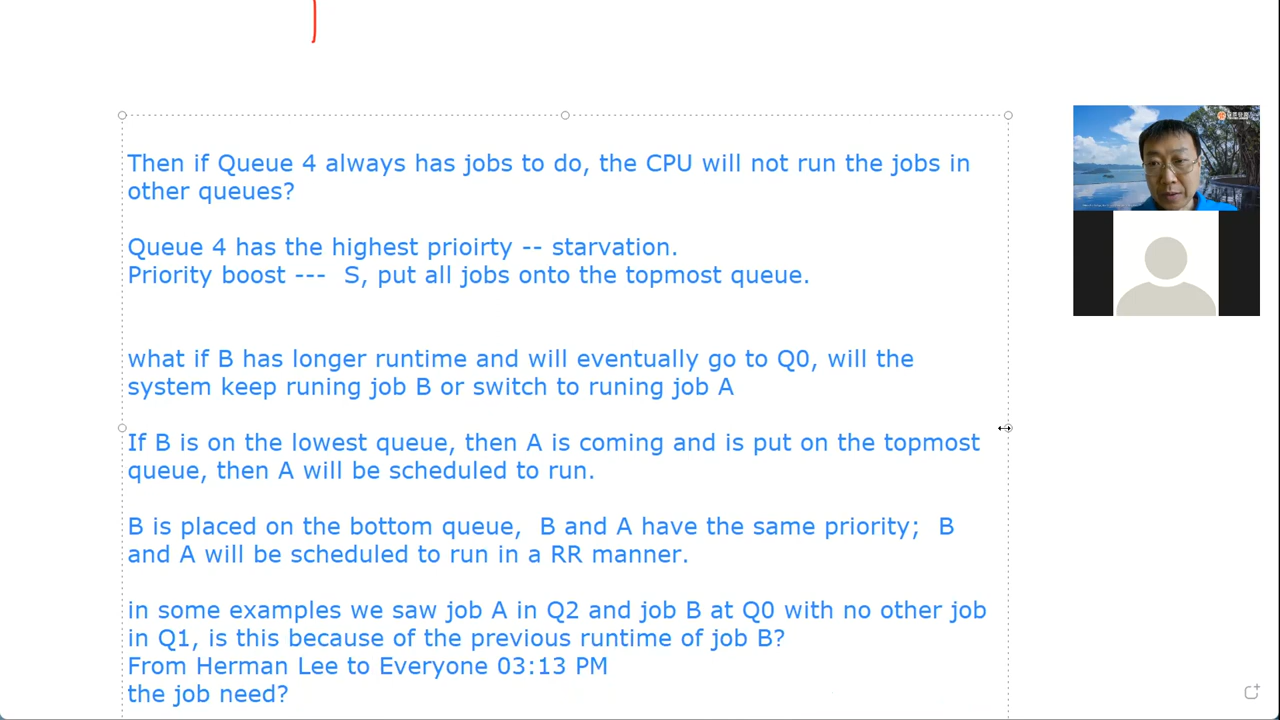 Then if Queue 4 always has jobs to do, the CPU will not run the jobs in
other queues?
Queue 4 has the highest prioirty -- starvation.
Priority boost ---  S, put all jobs onto the topmost queue.
what if B has longer runtime and will eventually go to Q0, will the
system keep runing job B or switch to runing job A
If B is on the lowest queue, then A is coming and is put on the topmost
queue, then A will be scheduled to run.
B is placed on the bottom queue,  B and A have the same priority;  B
and A will be scheduled to run in a RR manner.
in some examples we saw job A in Q2 and job B at Q0 with no other job
in Q1, is this because of the previous runtime of job B?
From Herman Lee to Everyone 03:13 PM
the job need?